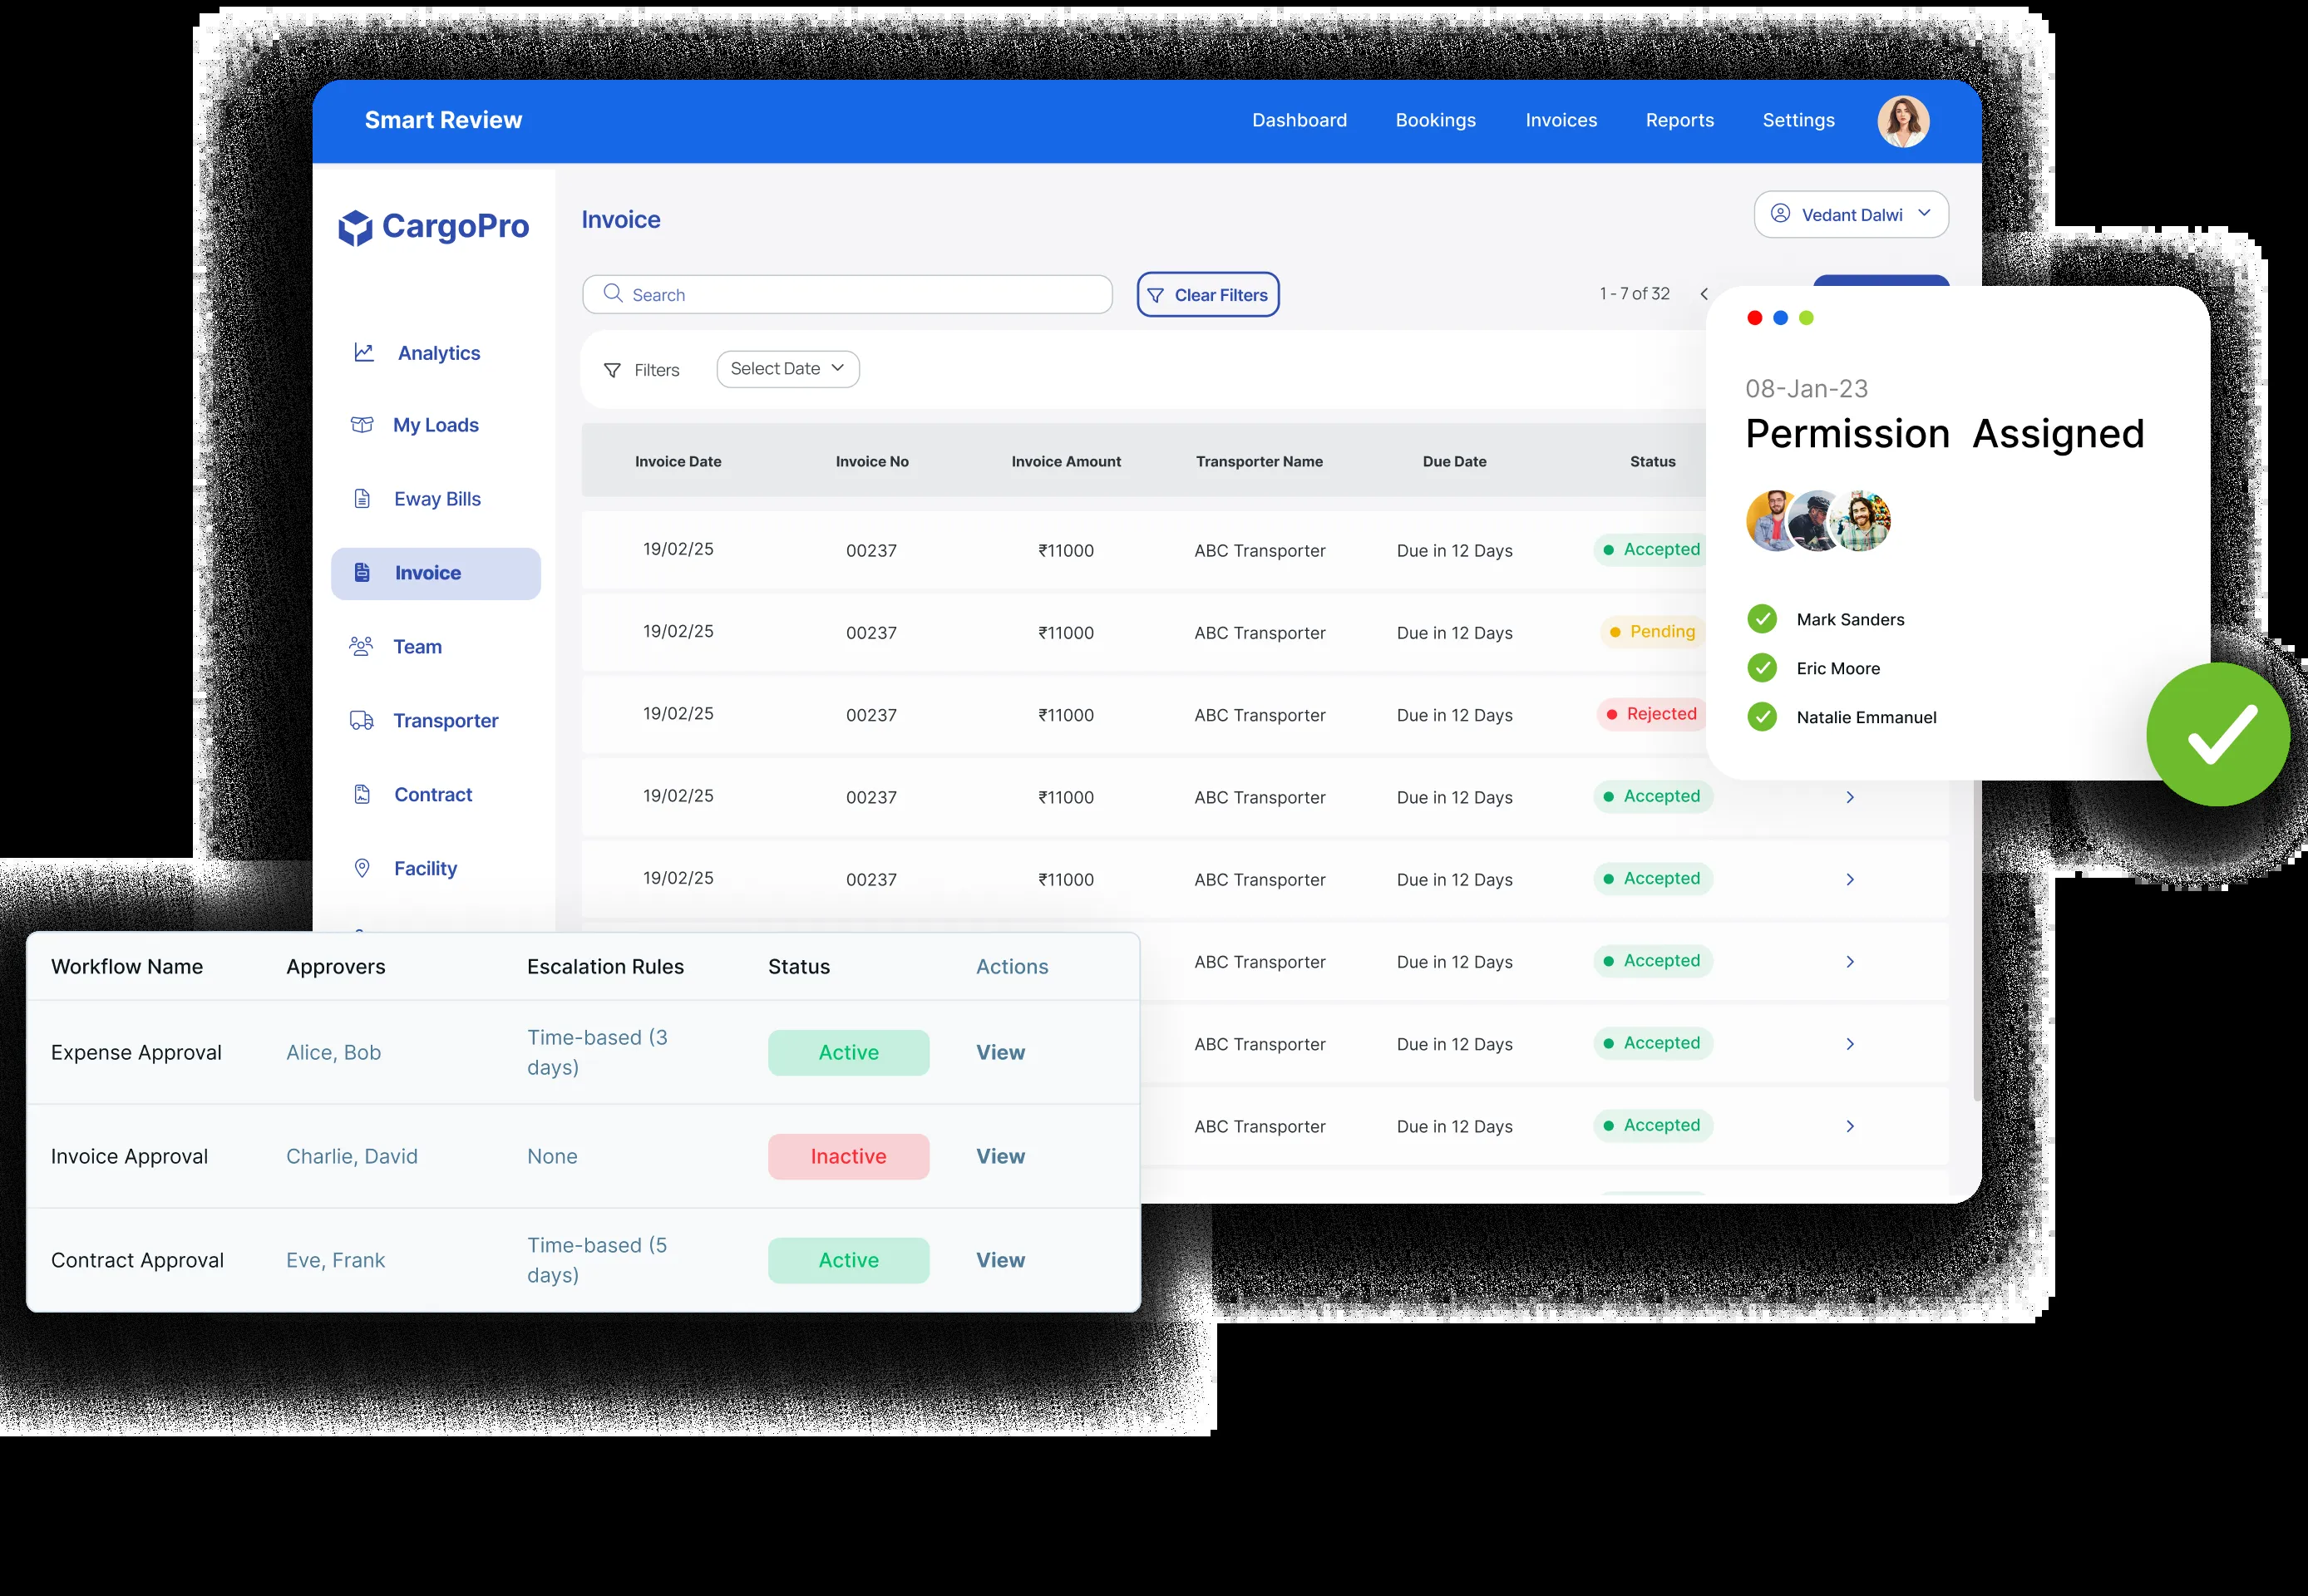 Smart Review
Dashboard Bookings Invoices Reports Settings
CargoPro
Invoice
Vedant Dalwi
Search
Clear Filters
1 - 7 of 32
Filters
Select Date
Analytics
My Loads
Eway Bills
Invoice
Team
Transporter
Contract
Facility
Invoice Date Invoice No Invoice Amount Transporter Name Due Date Status
19/02/25 00237 ₹11000 ABC Transporter Due in 12 Days Accepted
19/02/25 00237 ₹11000 ABC Transporter Due in 12 Days Pending
19/02/25 00237 ₹11000 ABC Transporter Due in 12 Days Rejected
19/02/25 00237 ₹11000 ABC Transporter Due in 12 Days Accepted
19/02/25 00237 ₹11000 ABC Transporter Due in 12 Days Accepted
ABC Transporter Due in 12 Days Accepted
ABC Transporter Due in 12 Days Accepted
ABC Transporter Due in 12 Days Accepted
08-Jan-23
Permission Assigned
Mark Sanders
Eric Moore
Natalie Emmanuel
Workflow Name Approvers Escalation Rules Status Actions
Expense Approval Alice, Bob Time-based (3
days) Active View
Invoice Approval Charlie, David None Inactive View
Contract Approval Eve, Frank Time-based (5
days) Active View